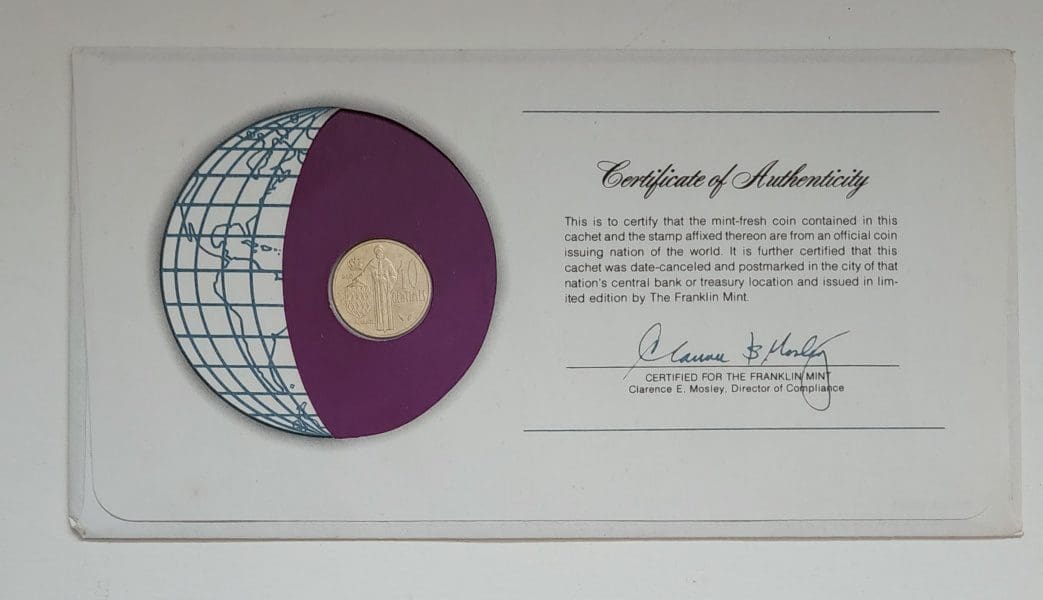 10
CENTIMES
Certificate of Authenticity
This is to certify that the mint-fresh coin contained in this
cachet and the stamp affixed thereon are from an official coin
issuing nation of the world. It is further certified that this
cachet was date-canceled and postmarked in the city of that
nation's central bank or treasury location and issued in lim-
ited edition by The Franklin Mint.
Clarence E. Mosley
CERTIFIED FOR THE FRANKLIN MINT
Clarence E. Mosley, Director of Compliance